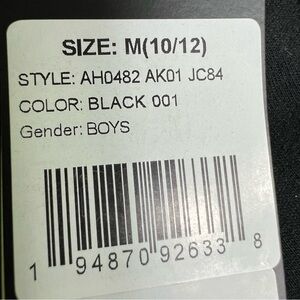 SIZE: M(10/12)
STYLE: AH0482 AK01 JC84
COLOR: BLACK 001
Gender: BOYS
1 94870 92633 8